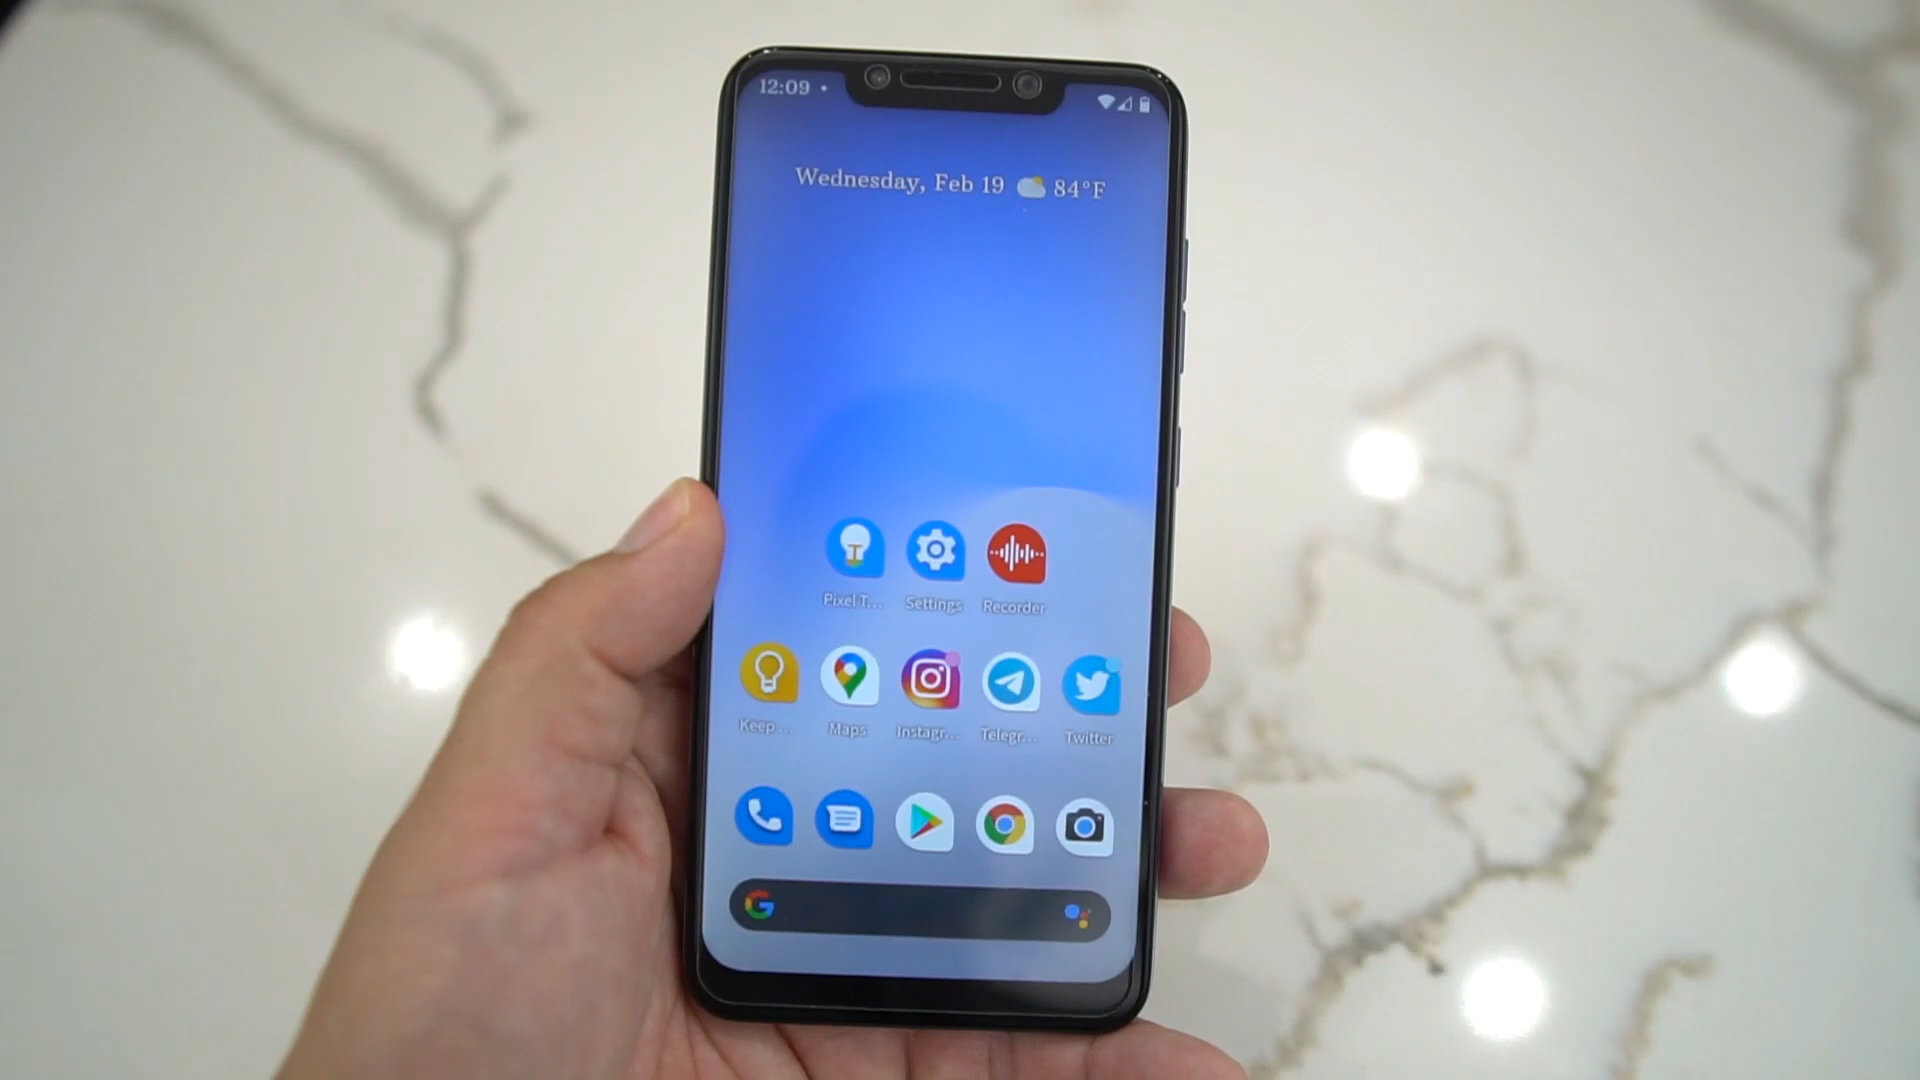 12:09
Wednesday, Feb 19 84°F
Pixel T... Settings Recorder
Keep ... Maps Instagr... Telegr... Twitter
G